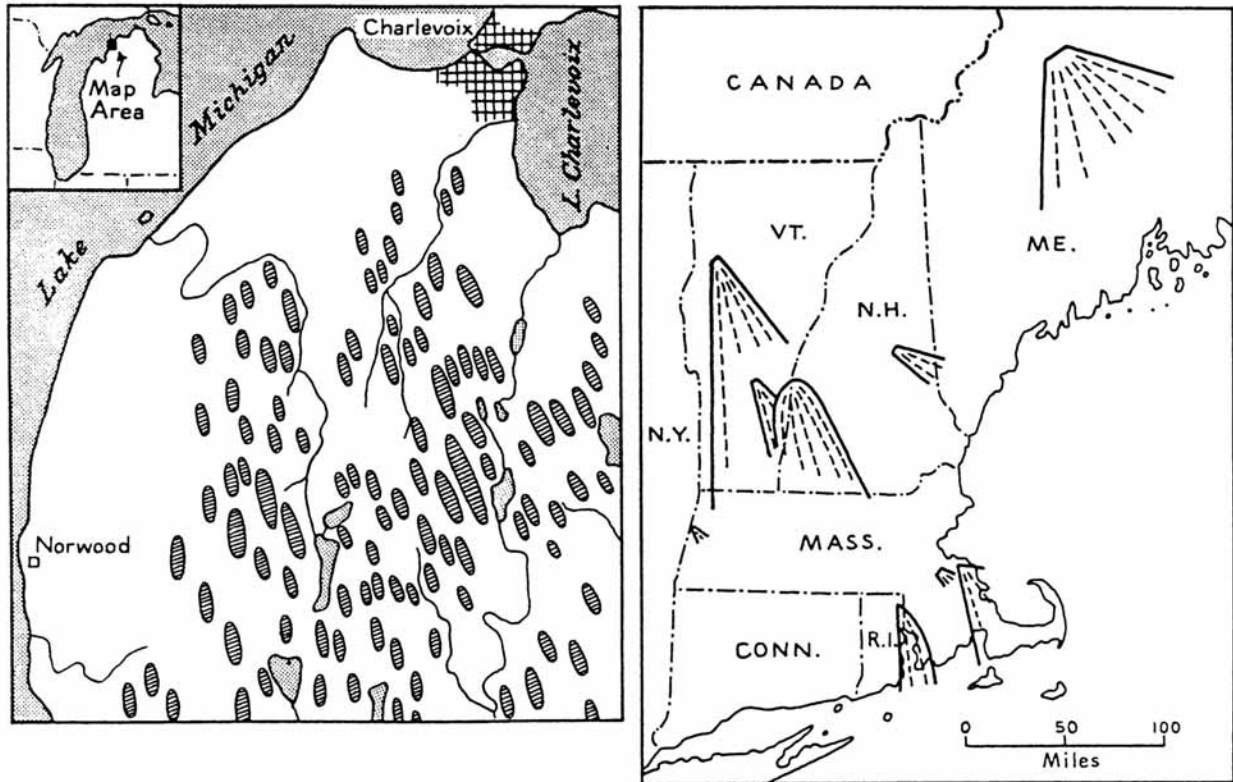 Map
Area
Lake
Michigan
Charlevoix
L. Charlevoix
Norwood
CANADA
VT.
ME.
N.H.
N.Y.
MASS.
CONN.
R.I.
0 50 100
Miles